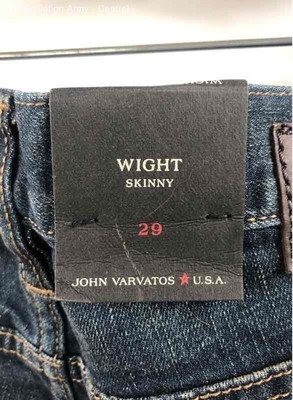 WIGHT
SKINNY
29
JOHN VARVATOS ★ U.S.A.